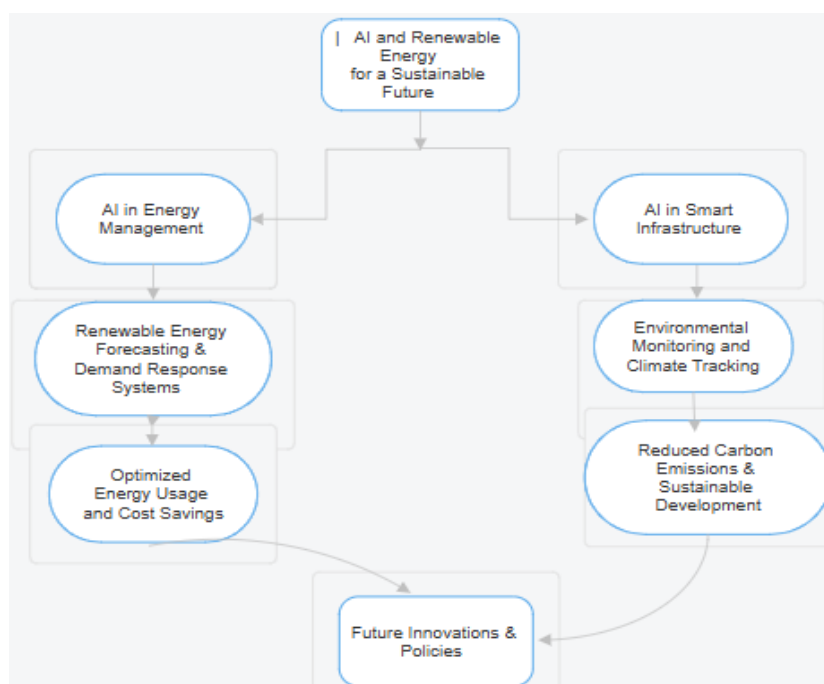 | AI and Renewable
Energy
for a Sustainable
Future
AI in Energy
Management
AI in Smart
Infrastructure
Renewable Energy
Forecasting &
Demand Response
Systems
Environmental
Monitoring and
Climate Tracking
Optimized
Energy Usage
and Cost Savings
Reduced Carbon
Emissions &
Sustainable
Development
Future Innovations &
Policies